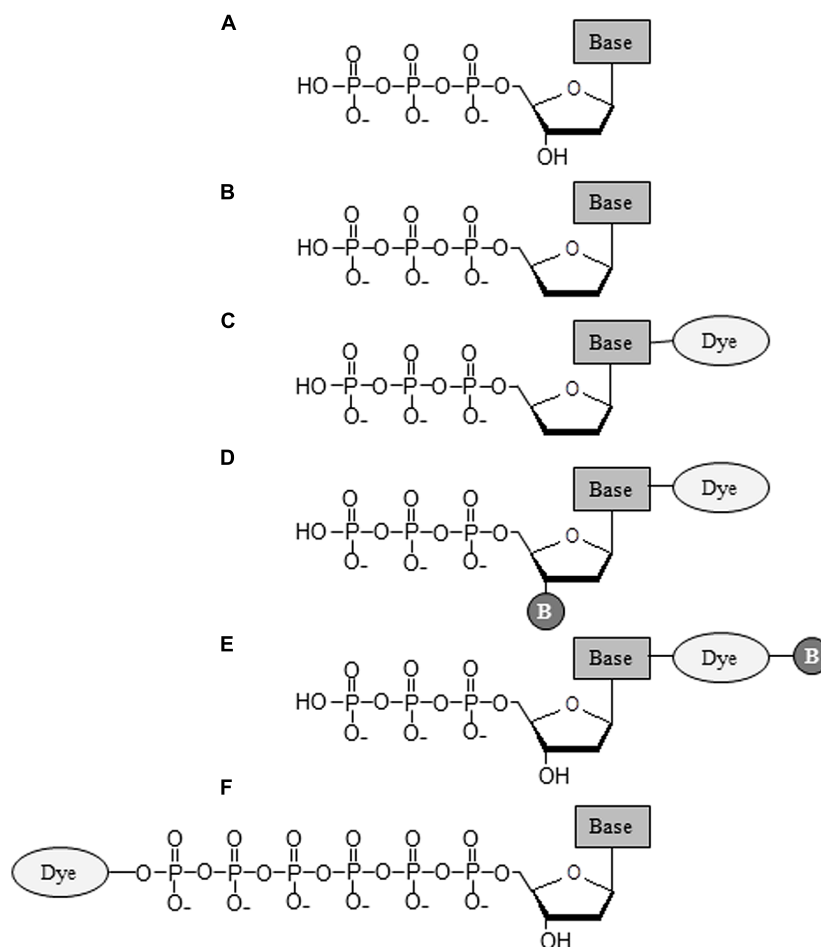 A
Base
O O O
HO-P-O-P-O-P-O O
O- O- O-
OH
B
Base
O O O
HO-P-O-P-O-P-O O
O- O- O-
C
Base Dye
O O O
HO-P-O-P-O-P-O O
O- O- O-
D
Base Dye
O O O
HO-P-O-P-O-P-O O
O- O- O-
B
E
Base Dye B
O O O
HO-P-O-P-O-P-O O
O- O- O-
OH
F
Base
O O O O O O
Dye O-P-O-P-O-P-O-P-O-P-O-P-O O
O- O- O- O- O- O-
OH